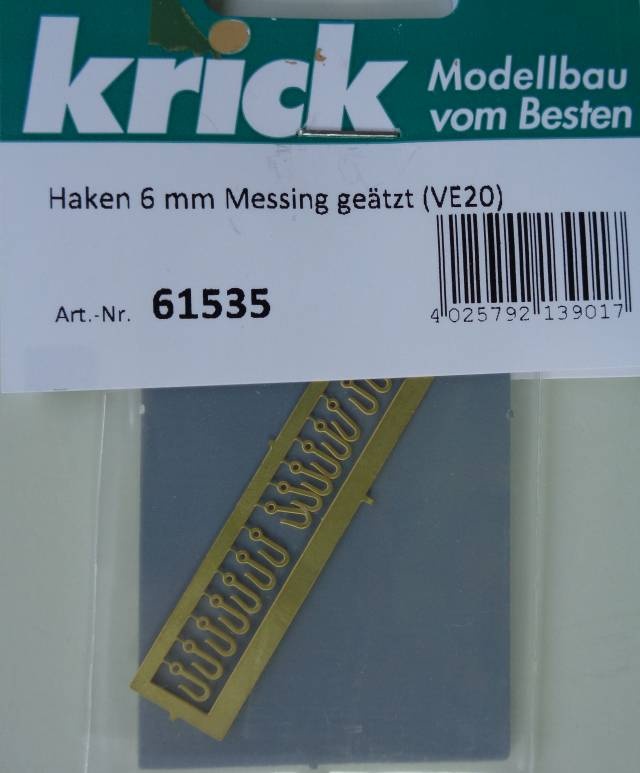 krick
Modellbau
vom Besten
Haken 6 mm Messing geätzt (VE20)
Art.-Nr. 61535
4 025792 139017